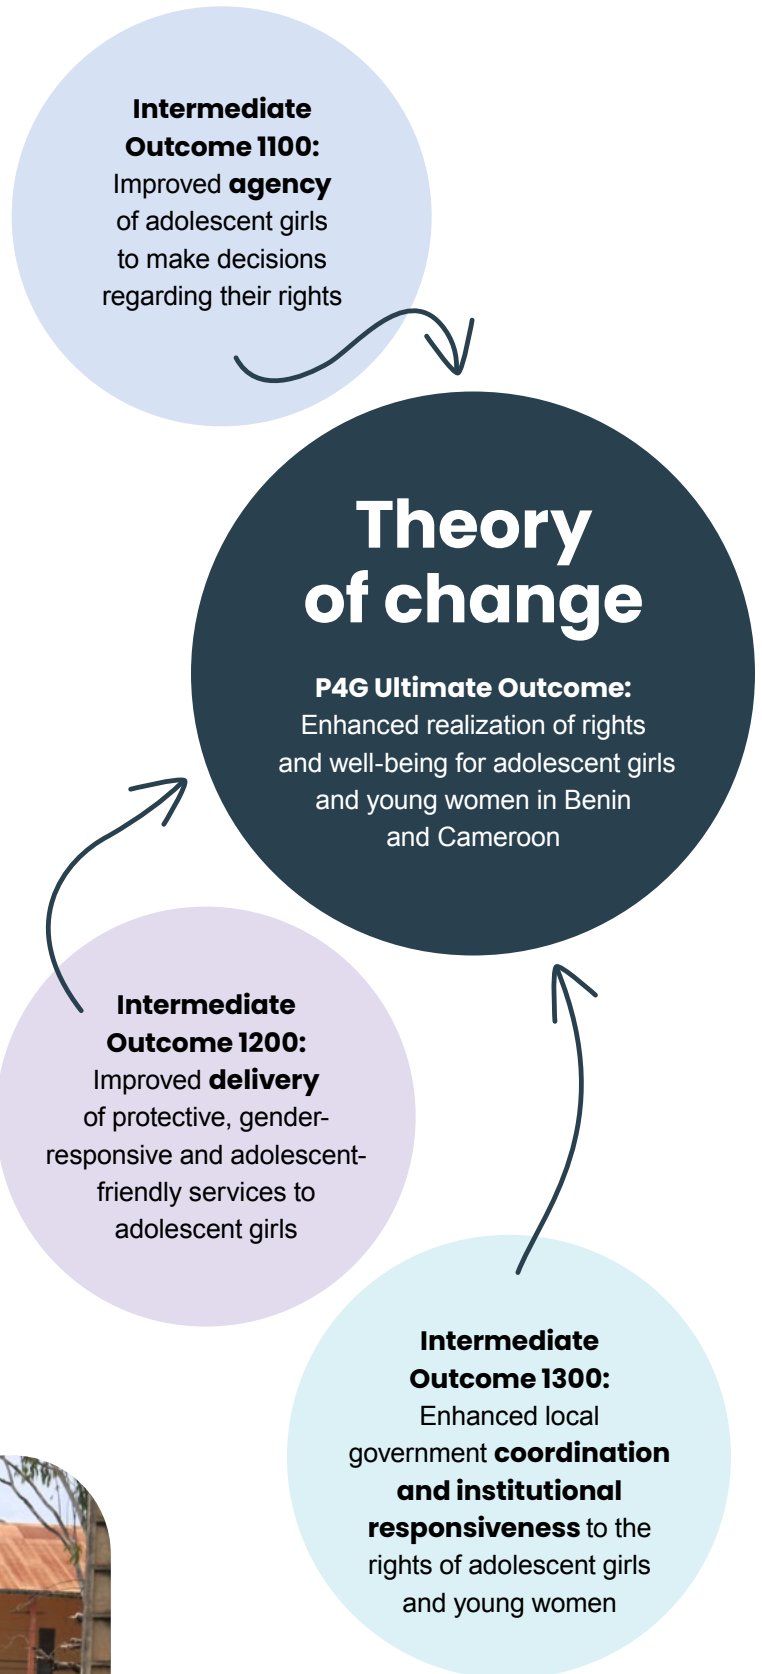 Intermediate
Outcome 1100:
Improved agency
of adolescent girls
to make decisions
regarding their rights
Theory
of change
P4G Ultimate Outcome:
Enhanced realization of rights
and well-being for adolescent girls
and young women in Benin
and Cameroon
Intermediate
Outcome 1200:
Improved delivery
of protective, gender-
responsive and adolescent-
friendly services to
adolescent girls
Intermediate
Outcome 1300:
Enhanced local
government coordination
and institutional
responsiveness to the
rights of adolescent girls
and young women